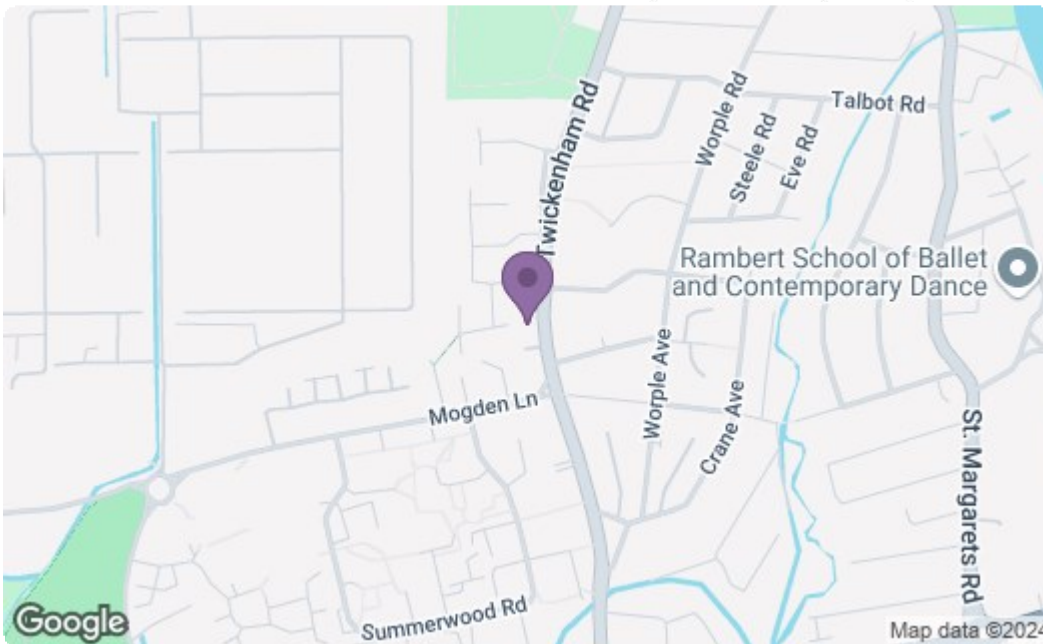 Talbot Rd
Twickenham Rd
Worple Rd
Steele Rd
Eve Rd
Rambert School of Ballet
and Contemporary Dance
Worple Ave
Mogden Ln
Crane Ave
St. Margarets Rd
Summerwood Rd
Google
Map data ©2024